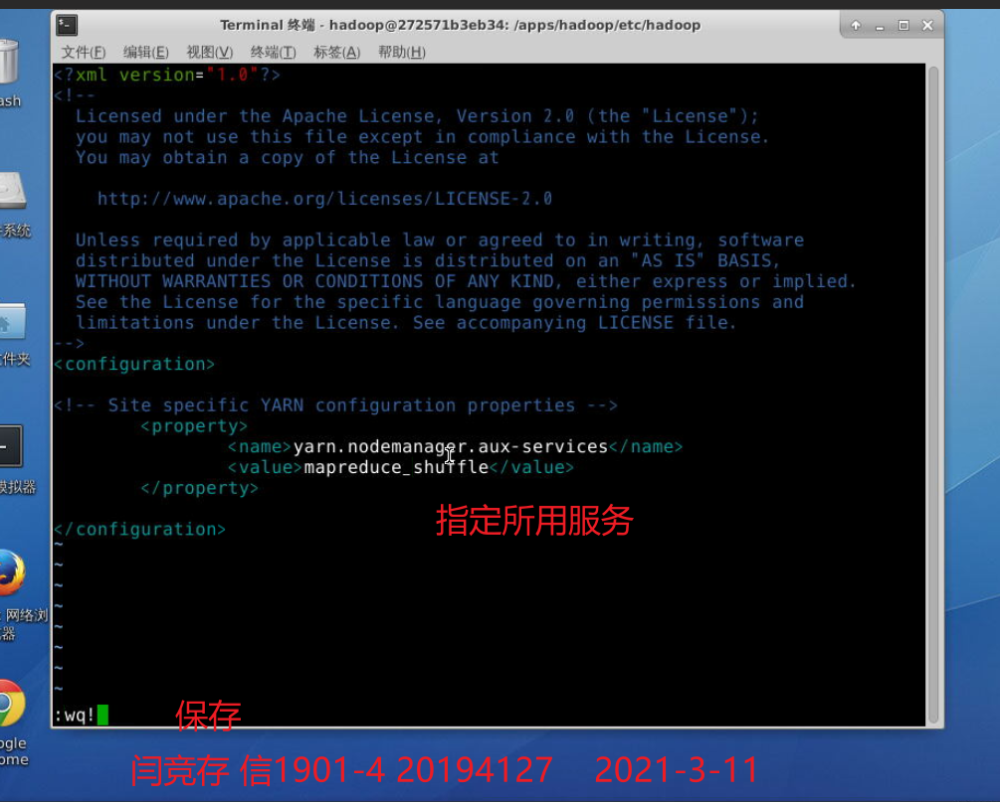 Terminal 终端 - hadoop@272571b3eb34: /apps/hadoop/etc/hadoop
文件(F) 编辑(E) 视图(V) 终端(T) 标签(A) 帮助(H)
<?xml version="1.0"?>
<!--
Licensed under the Apache License, Version 2.0 (the "License");
you may not use this file except in compliance with the License.
You may obtain a copy of the License at
http://www.apache.org/licenses/LICENSE-2.0
Unless required by applicable law or agreed to in writing, software
distributed under the License is distributed on an "AS IS" BASIS,
WITHOUT WARRANTIES OR CONDITIONS OF ANY KIND, either express or implied.
See the License for the specific language governing permissions and
limitations under the License. See accompanying LICENSE file.
-->
<configuration>
<!-- Site specific YARN configuration properties -->
<property>
<name>yarn.nodemanager.aux-services</name>
<value>mapreduce_shuffle</value>
</property>
指定所用服务
</configuration>
~
~
~
~
~
~
~
~
:wq!
保存
闫竞存 信1901-4 20194127 2021-3-11
ash
系统
件夹
模拟器
网络浏
器
ogle
ome